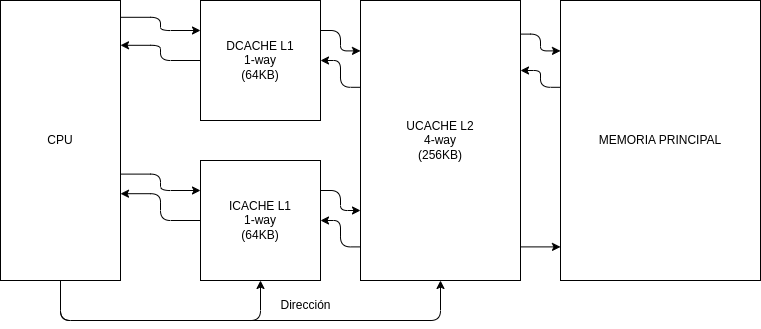 CPU
DCACHE L1
1-way
(64KB)
ICACHE L1
1-way
(64KB)
UCACHE L2
4-way
(256KB)
MEMORIA PRINCIPAL
Dirección